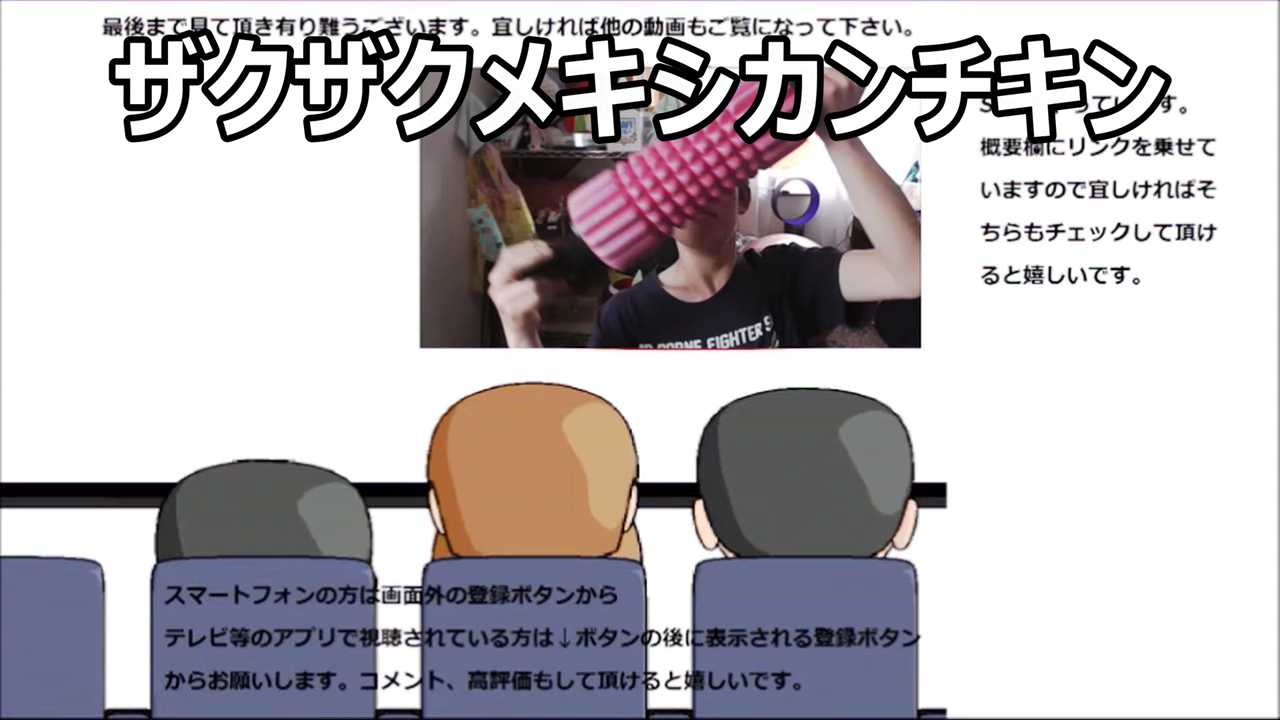 最後まで見て頂き有り難うございます。宜しければ他の動画もご覧になって下さい。
ザクザクメキシカンチキン
す。
概要欄にリンクを乗せて
いますので宜しければそ
ちらもチェックして頂け
ると嬉しいです。
FIGHTER S
スマートフォンの方は画面外の登録ボタンから
テレビ等のアプリで視聴されている方は↓ボタンの後に表示される登録ボタン
からお願いします。コメント、高評価もして頂けると嬉しいです。